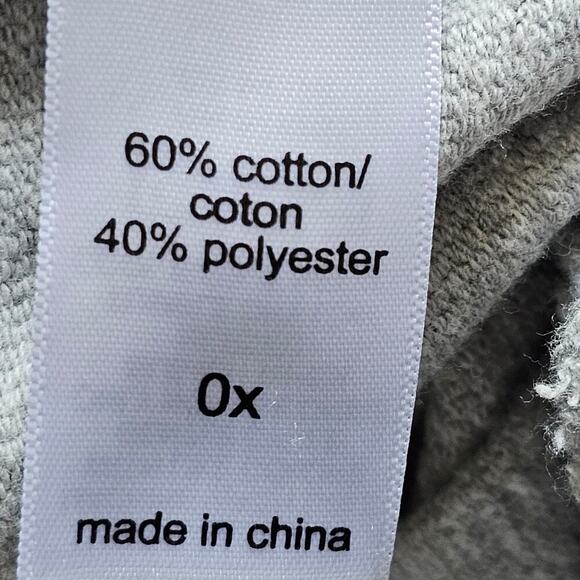 60% cotton/
coton
40% polyester
0x
made in china